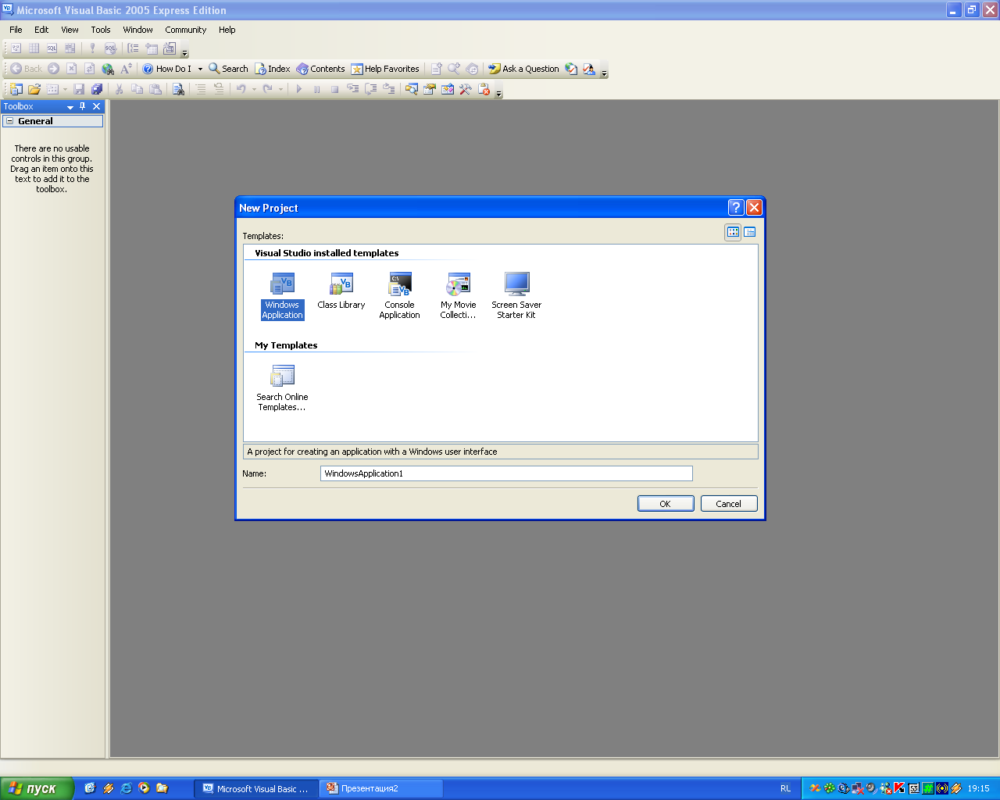 Microsoft Visual Basic 2005 Express Edition
File Edit View Tools Window Community Help
SQL SQL
Back How Do I Search Index Contents Help Favorites Ask a Question
Toolbox
General
There are no usable
controls in this group.
Drag an item onto this
text to add it to the
toolbox.
New Project
Templates:
Visual Studio installed templates
Windows
Application
Class Library
Console
Application
My Movie
Collecti...
Screen Saver
Starter Kit
My Templates
Search Online
Templates...
A project for creating an application with a Windows user interface
Name: WindowsApplication1
OK Cancel
пуск Microsoft Visual Basic ... Презентация2 RL 19:15